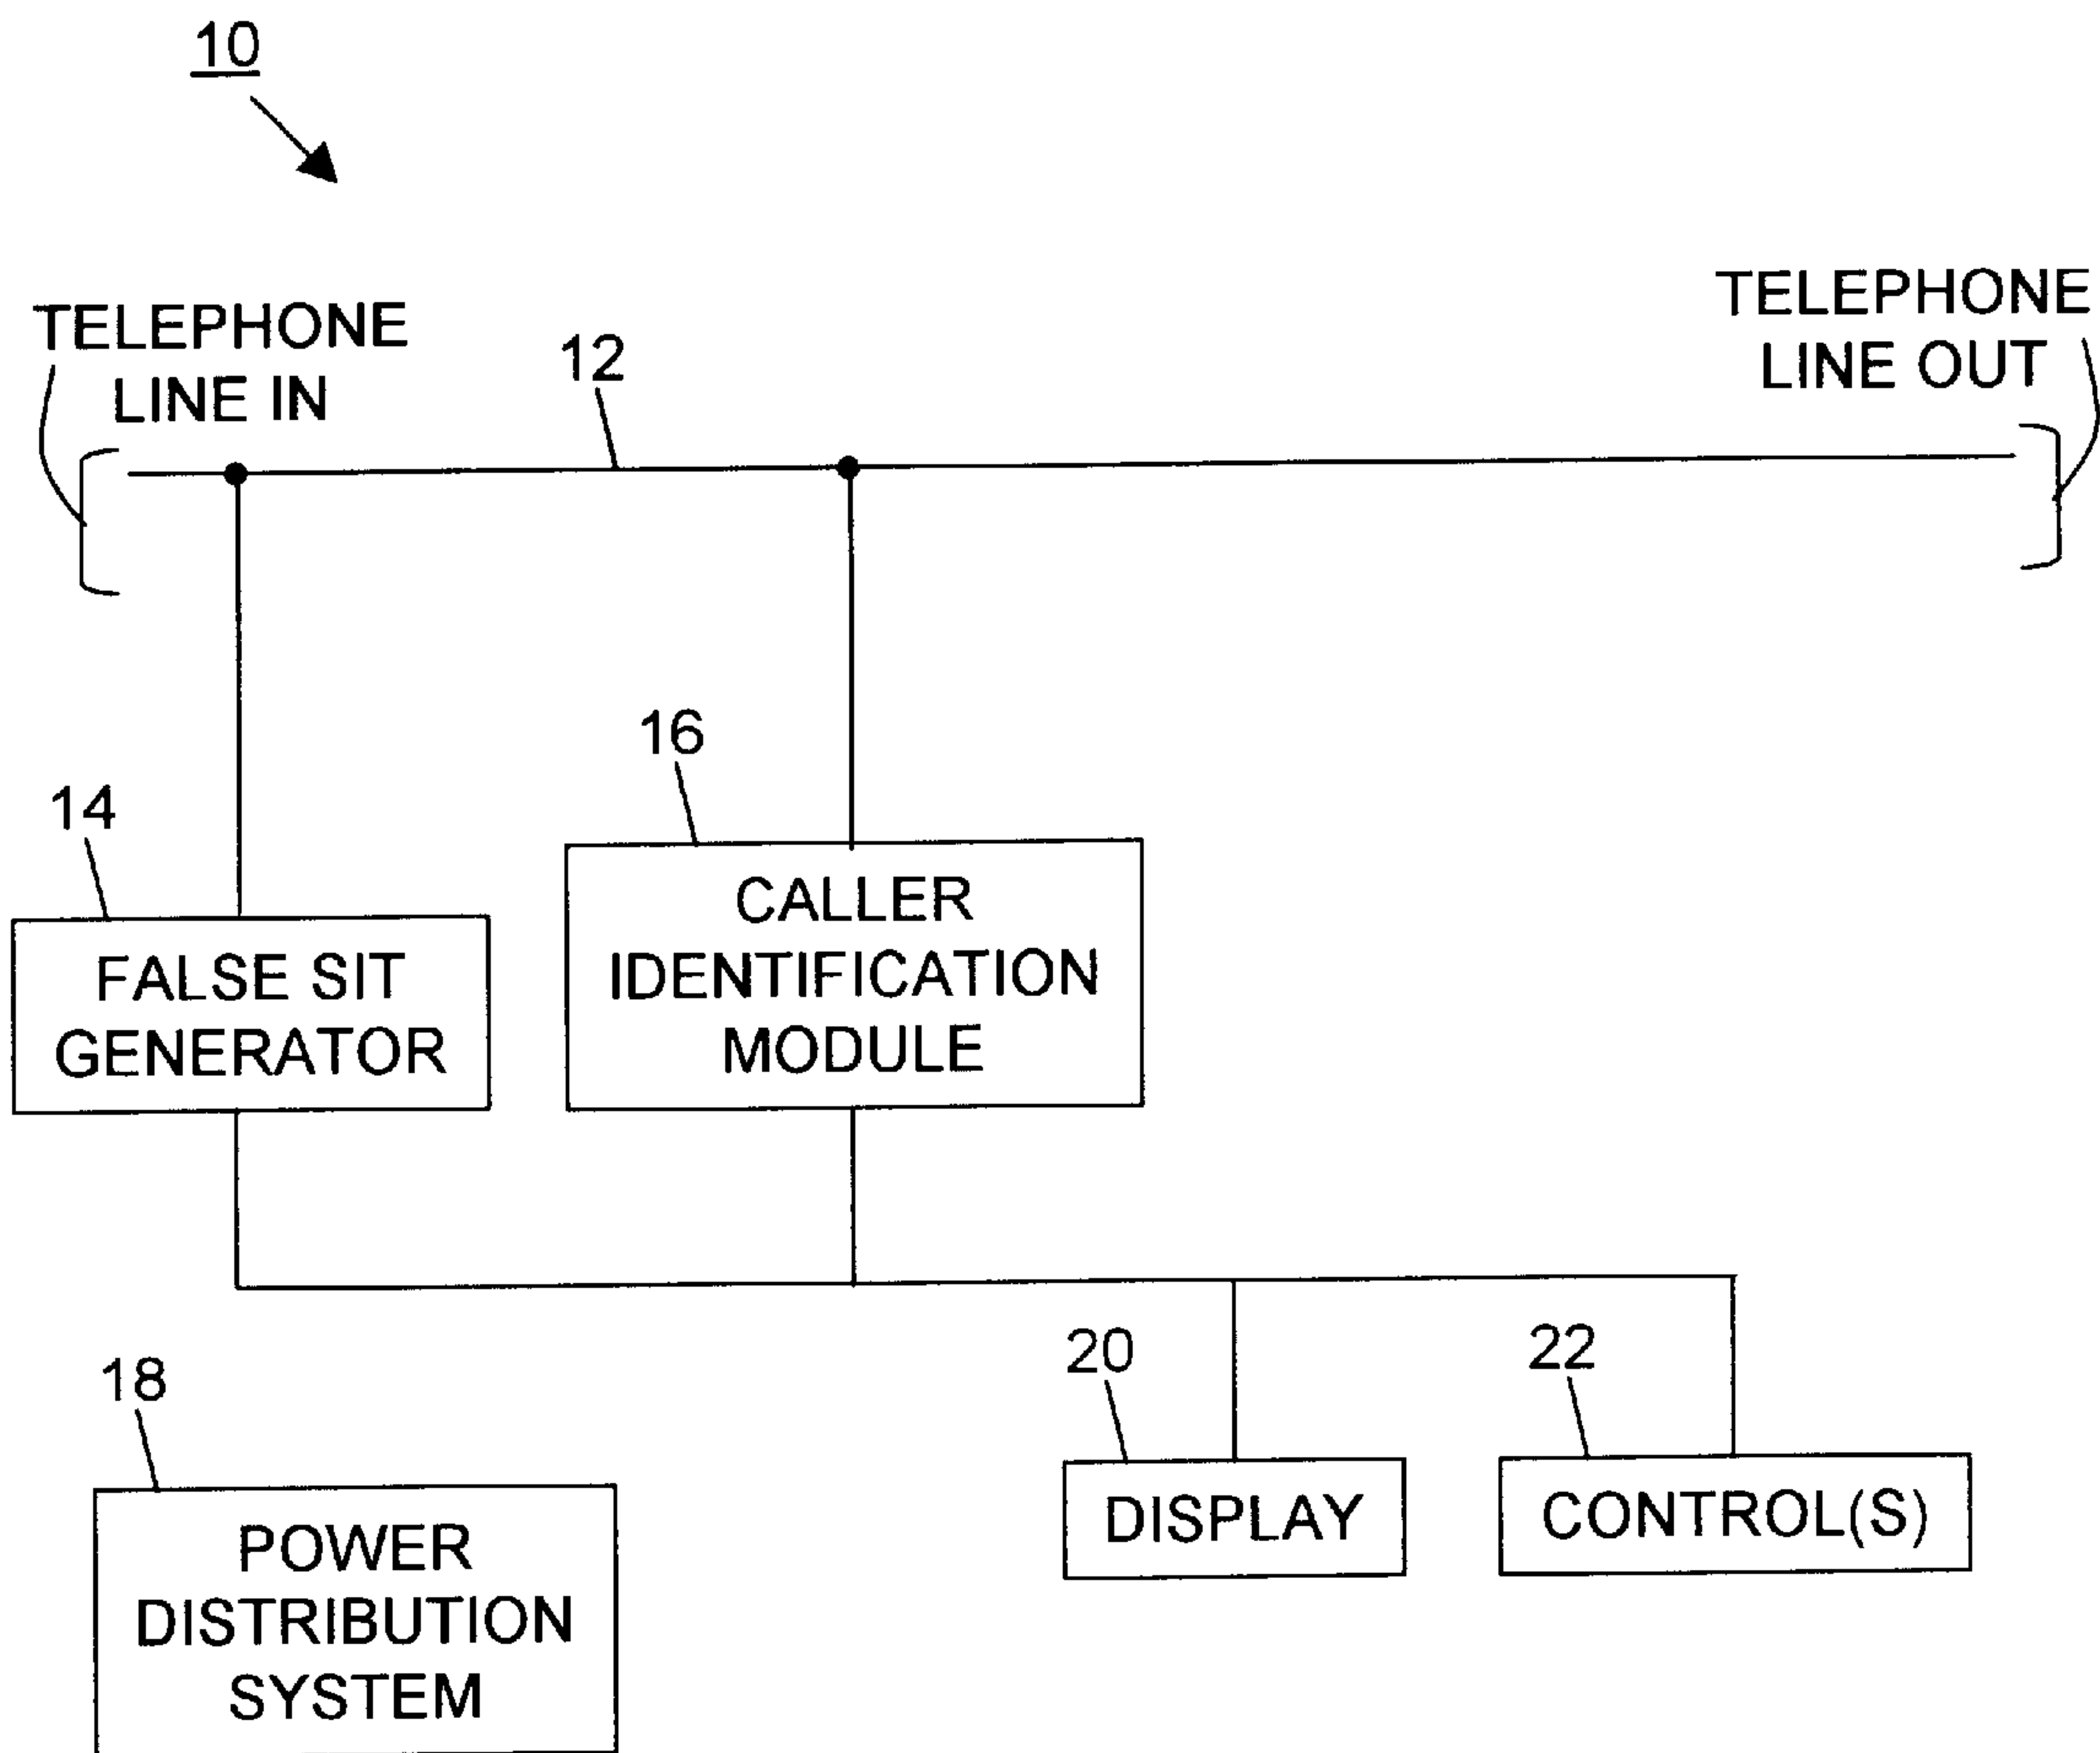 10
TELEPHONE
LINE IN
12
TELEPHONE
LINE OUT
16
14
CALLER
IDENTIFICATION
MODULE
FALSE SIT
GENERATOR
18
20
22
DISPLAY
CONTROL(S)
POWER
DISTRIBUTION
SYSTEM